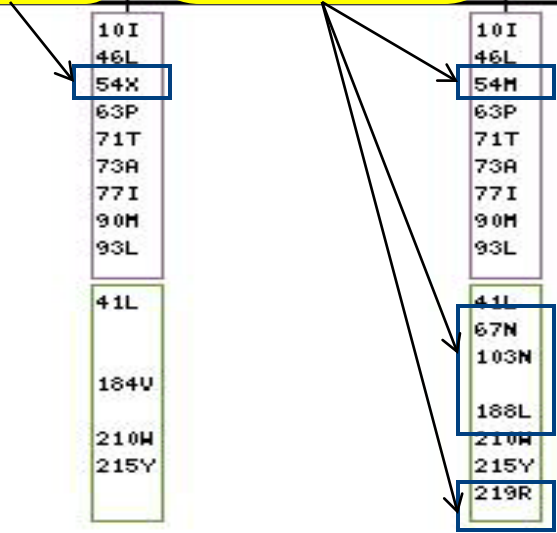 10I
46L
54X
63P
71T
73A
77I
90M
93L
41L
184V
210W
215Y
10I
46L
54M
63P
71T
73A
77I
90M
93L
41L
67N
103N
188L
210W
215Y
219R